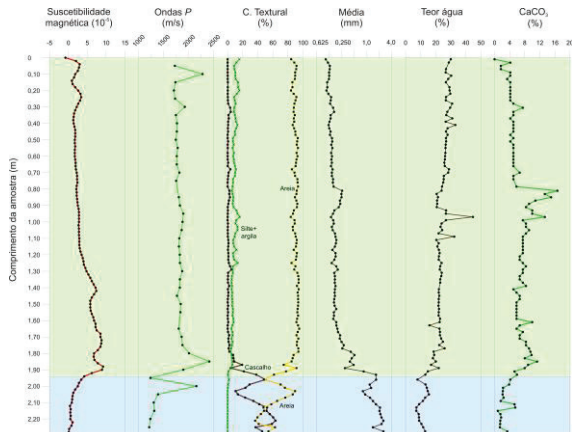 Suscetibilidade
magnética (10⁻⁵)
Ondas P
(m/s)
C. Textural
(%)
Média
(mm)
Teor água
(%)
CaCO₃
(%)
-5 0 5 10 15
1000 1500 2000 2500
0 20 40 60 80 100
0,625 0,250 1,0 4,0
0 10 20 30 40 50
0 4 8 12 16 20
Comprimento da amostra (m)
0
0,10
0,20
0,30
0,40
0,50
0,60
0,70
0,80
0,90
1,00
1,10
1,20
1,30
1,40
1,50
1,60
1,70
1,80
1,90
2,00
2,10
2,20
Areia
Silte+
argila
Cascalho
Areia